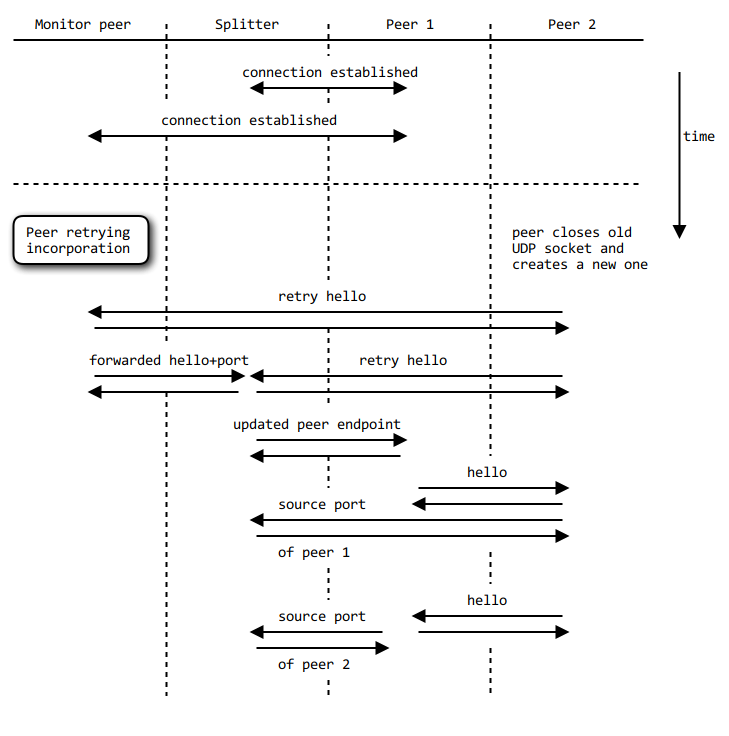 Monitor peer Splitter Peer 1 Peer 2
connection established
connection established
time
Peer retrying
incorporation
peer closes old
UDP socket and
creates a new one
retry hello
forwarded hello+port retry hello
updated peer endpoint
hello
source port
of peer 1
hello
source port
of peer 2